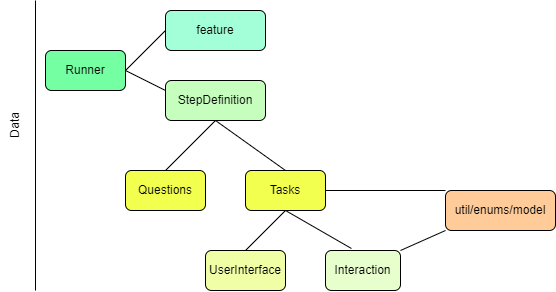 feature
Runner
StepDefinition
Data
Questions
Tasks
util/enums/model
UserInterface
Interaction